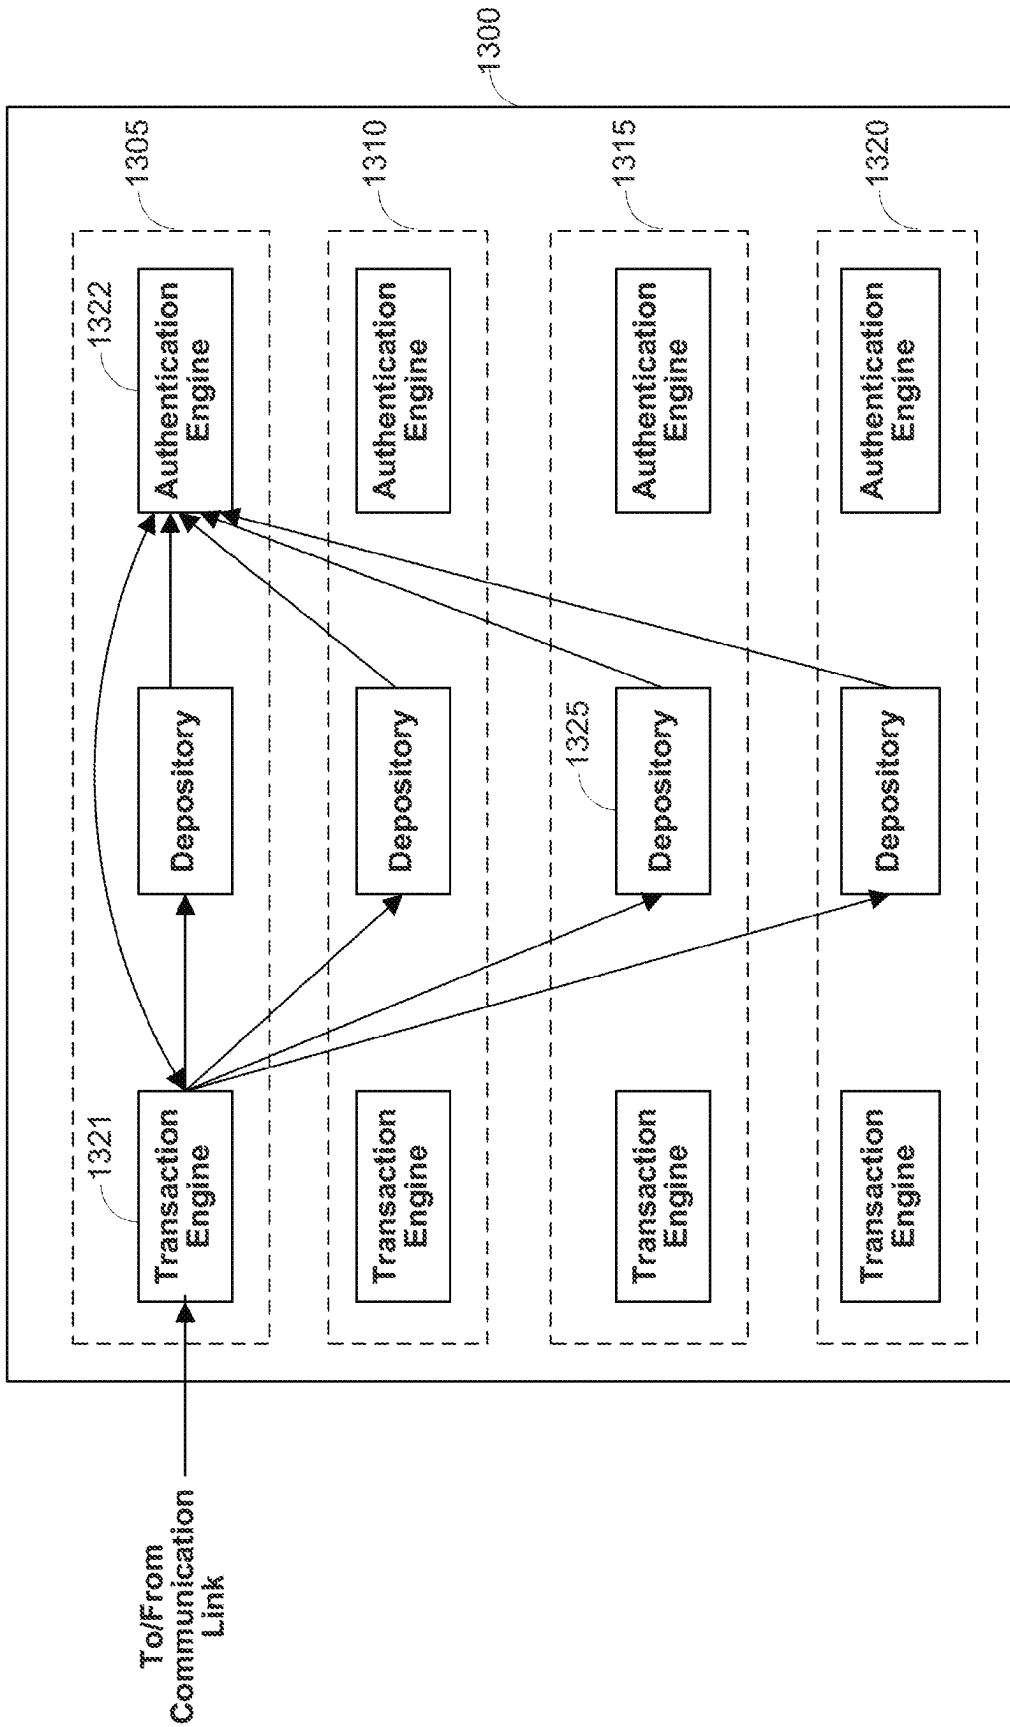 To/From
Communication
Link
1300
1305
1321
Transaction
Engine
Depository
1322
Authentication
Engine
1310
Transaction
Engine
Depository
Authentication
Engine
1315
Transaction
Engine
1325
Depository
Authentication
Engine
1320
Transaction
Engine
Depository
Authentication
Engine